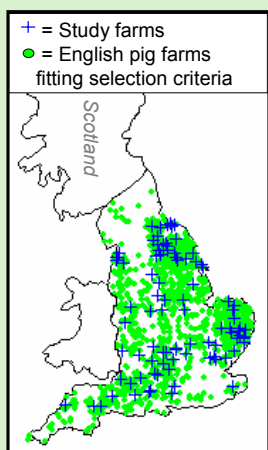 + = Study farms
● = English pig farms
fitting selection criteria
Scotland